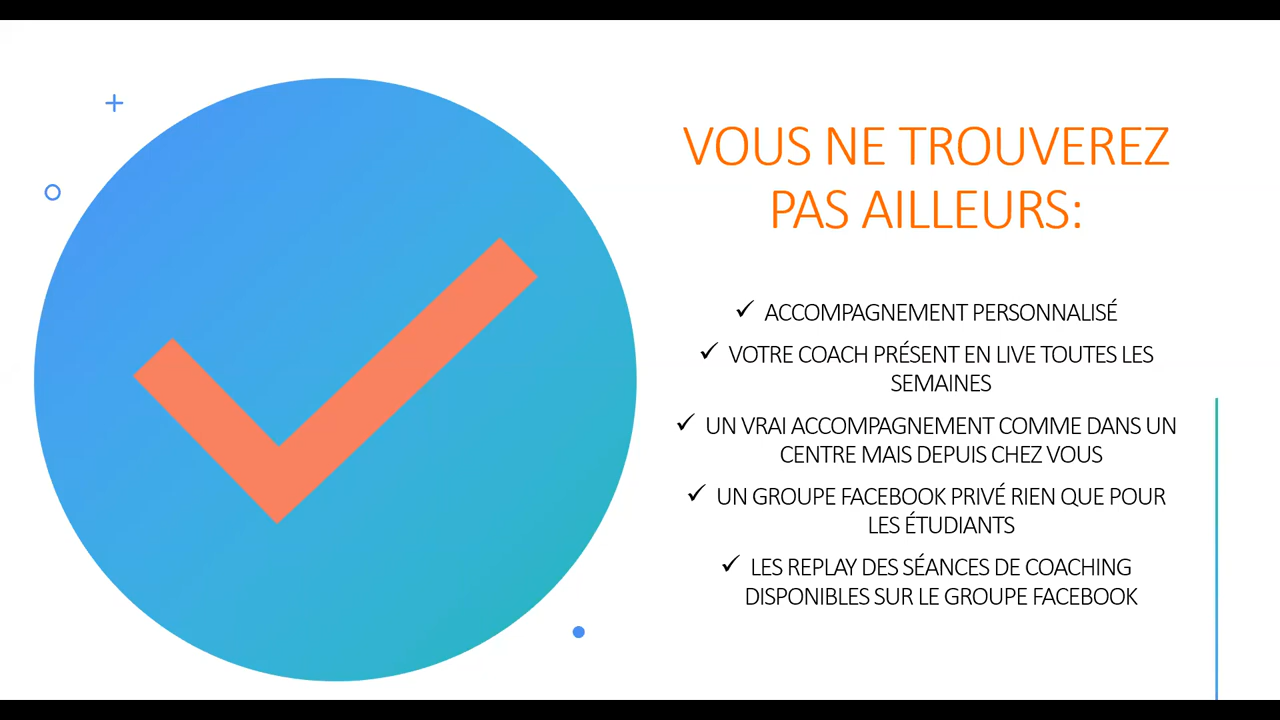 VOUS NE TROUVEREZ
PAS AILLEURS:
✓ ACCOMPAGNEMENT PERSONNALISÉ
✓ VOTRE COACH PRÉSENT EN LIVE TOUTES LES
SEMAINES
✓ UN VRAI ACCOMPAGNEMENT COMME DANS UN
CENTRE MAIS DEPUIS CHEZ VOUS
✓ UN GROUPE FACEBOOK PRIVÉ RIEN QUE POUR
LES ÉTUDIANTS
✓ LES REPLAY DES SÉANCES DE COACHING
DISPONIBLES SUR LE GROUPE FACEBOOK